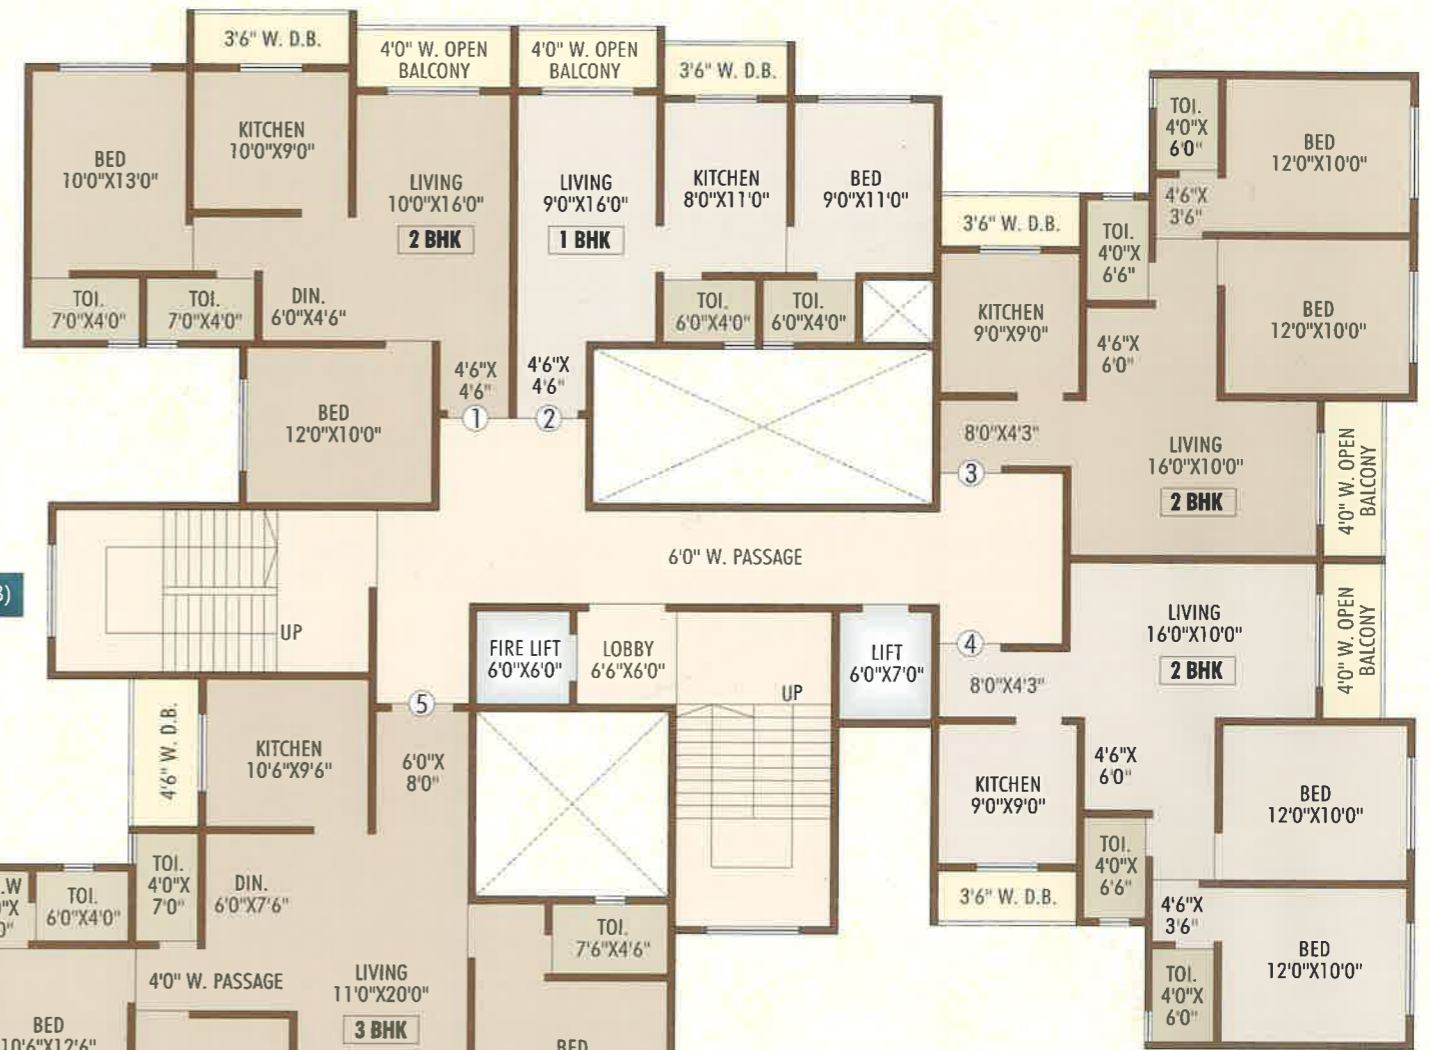 3'6" W. D.B.
4'0" W. OPEN
BALCONY
4'0" W. OPEN
BALCONY
3'6" W. D.B.
BED
10'0"X13'0"
KITCHEN
10'0"X9'0"
LIVING
10'0"X16'0"
2 BHK
LIVING
9'0"X16'0"
1 BHK
KITCHEN
8'0"X11'0"
BED
9'0"X11'0"
TOI.
4'0"X
6'0"
BED
12'0"X10'0"
4'6"X
3'6"
3'6" W. D.B.
TOI.
4'0"X
6'6"
TOI.
7'0"X4'0"
TOI.
7'0"X4'0"
DIN.
6'0"X4'6"
TOI.
6'0"X4'0"
TOI.
6'0"X4'0"
KITCHEN
9'0"X9'0"
4'6"X
6'0"
BED
12'0"X10'0"
BED
12'0"X10'0"
4'6"X
4'6"
1
4'6"X
4'6"
2
8'0"X4'3"
3
LIVING
16'0"X10'0"
2 BHK
4'0" W. OPEN
BALCONY
6'0" W. PASSAGE
UP
FIRE LIFT
6'0"X6'0"
LOBBY
6'6"X6'0"
UP
LIFT
6'0"X7'0"
4
8'0"X4'3"
LIVING
16'0"X10'0"
2 BHK
4'0" W. OPEN
BALCONY
4'6" W. D.B.
KITCHEN
10'6"X9'6"
5
6'0"X
8'0"
KITCHEN
9'0"X9'0"
4'6"X
6'0"
BED
12'0"X10'0"
TOI.
6'0"X4'0"
TOI.
4'0"X
7'0"
DIN.
6'0"X7'6"
TOI.
4'0"X
6'6"
3'6" W. D.B.
4'6"X
3'6"
TOI.
7'6"X4'6"
4'0" W. PASSAGE
LIVING
11'0"X20'0"
3 BHK
BED
12'0"X10'0"
TOI.
4'0"X
6'0"
BED
10'6"X12'6"
BED